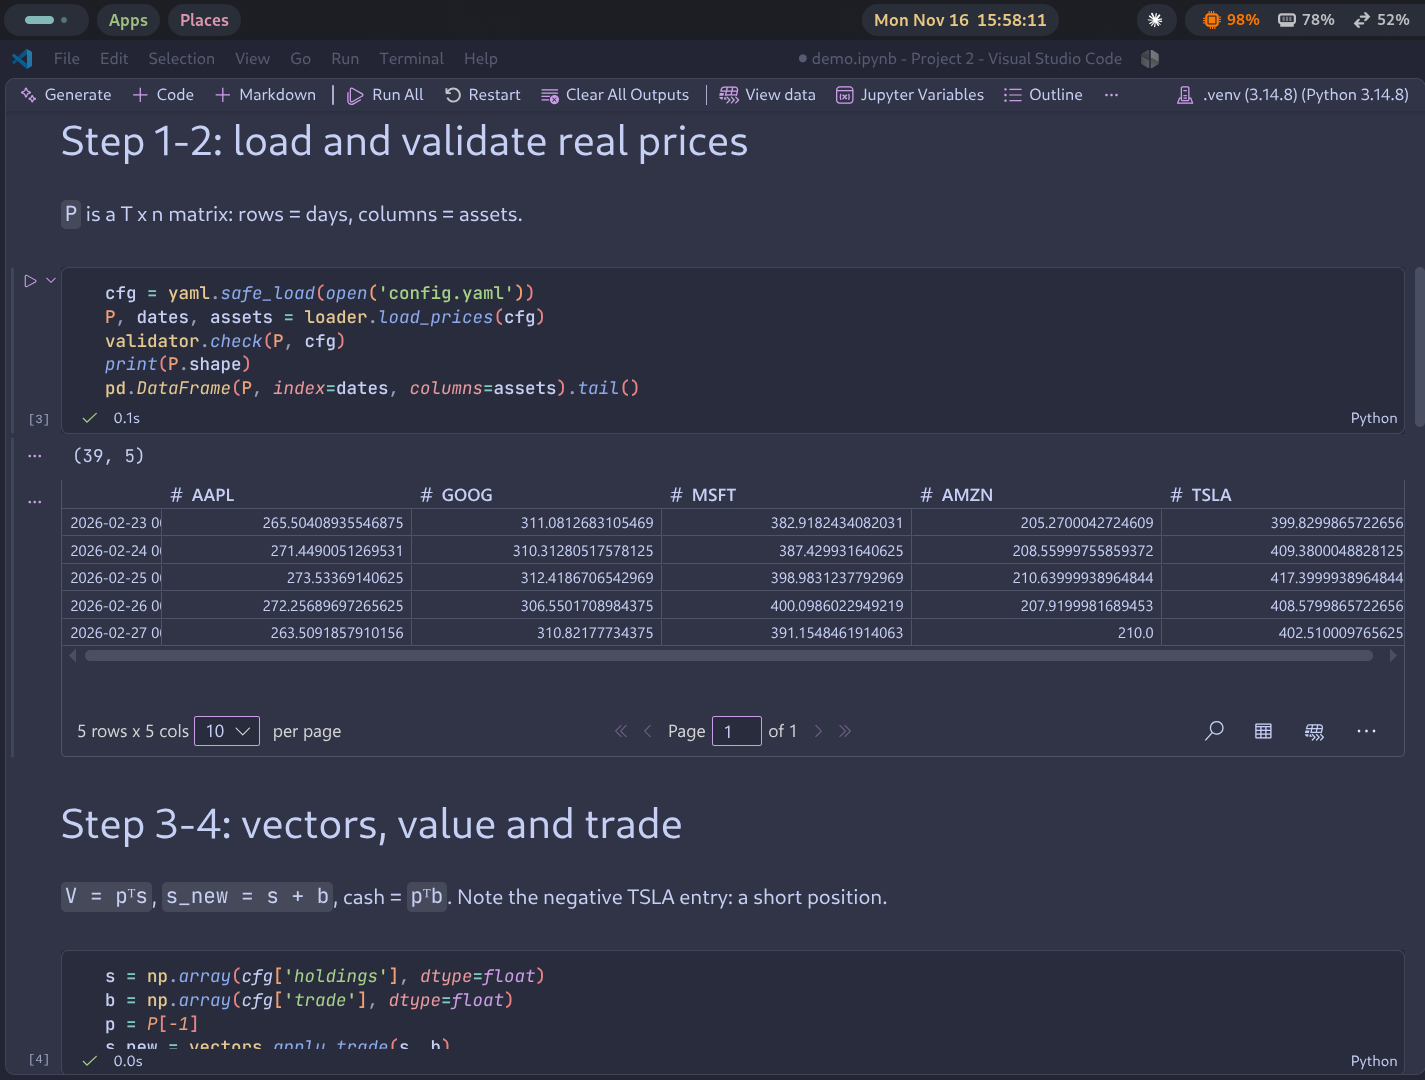 Apps Places Mon Nov 16 15:58:11 98% 78% 52%
File Edit Selection View Go Run Terminal Help demo.ipynb - Project 2 - Visual Studio Code
Generate Code Markdown Run All Restart Clear All Outputs View data Jupyter Variables Outline ... .venv (3.14.8) (Python 3.14.8)
Step 1-2: load and validate real prices
P is a T x n matrix: rows = days, columns = assets.
cfg = yaml.safe_load(open('config.yaml'))
P, dates, assets = loader.load_prices(cfg)
validator.check(P, cfg)
print(P.shape)
pd.DataFrame(P, index=dates, columns=assets).tail()
[3] 0.1s Python
... (39, 5)
...
# AAPL # GOOG # MSFT # AMZN # TSLA
2026-02-23 0 265.50408935546875 311.0812683105469 382.9182434082031 205.2700042724609 399.8299865722656
2026-02-24 0 271.4490051269531 310.31280517578125 387.429931640625 208.55999755859372 409.3800048828125
2026-02-25 0 273.53369140625 312.4186706542969 398.9831237792969 210.63999938964844 417.3999938964844
2026-02-26 0 272.25689697265625 306.5501708984375 400.0986022949219 207.9199981689453 408.5799865722656
2026-02-27 0 263.5091857910156 310.82177734375 391.1548461914063 210.0 402.510009765625
5 rows x 5 cols 10 per page Page 1 of 1 ...
Step 3-4: vectors, value and trade
V = pᵀs, s_new = s + b, cash = pᵀb. Note the negative TSLA entry: a short position.
s = np.array(cfg['holdings'], dtype=float)
b = np.array(cfg['trade'], dtype=float)
p = P[-1]
s_new = vectors.apply_trade(s, b)
[4] 0.0s Python